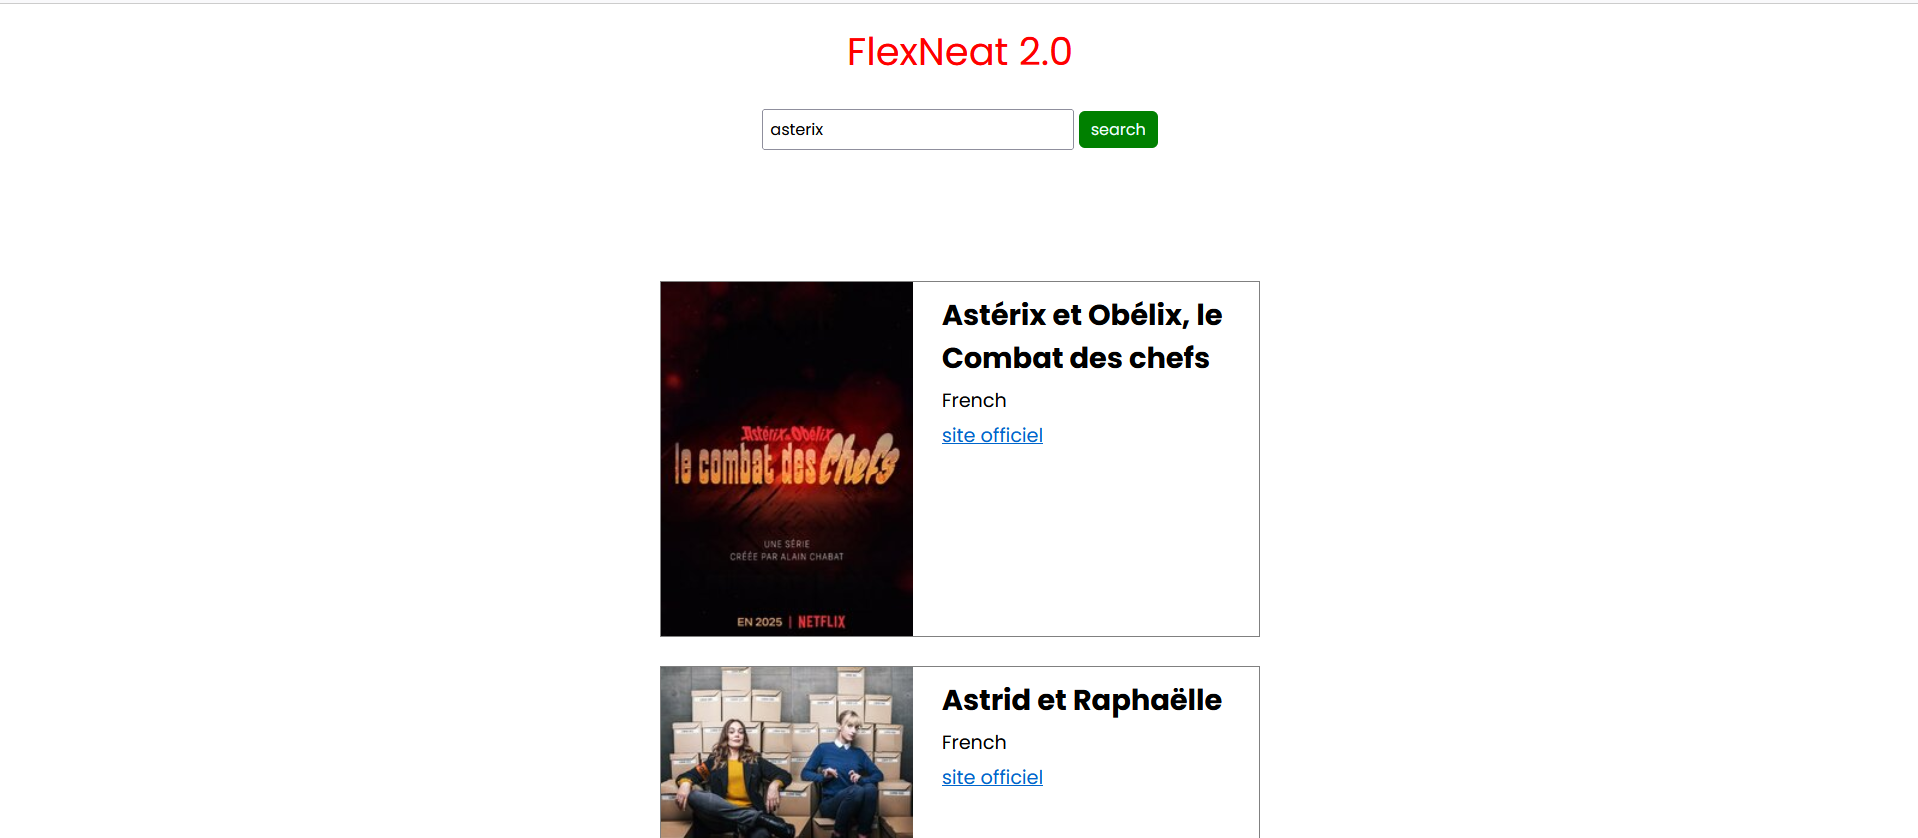 FlexNeat 2.0
asterix
search
Astérix et Obélix, le
Combat des chefs
French
site officiel
Astérix & Obélix
le combat des Chefs
UNE SÉRIE
CRÉÉE PAR ALAIN CHABAT
EN 2025 | NETFLIX
Astrid et Raphaëlle
French
site officiel